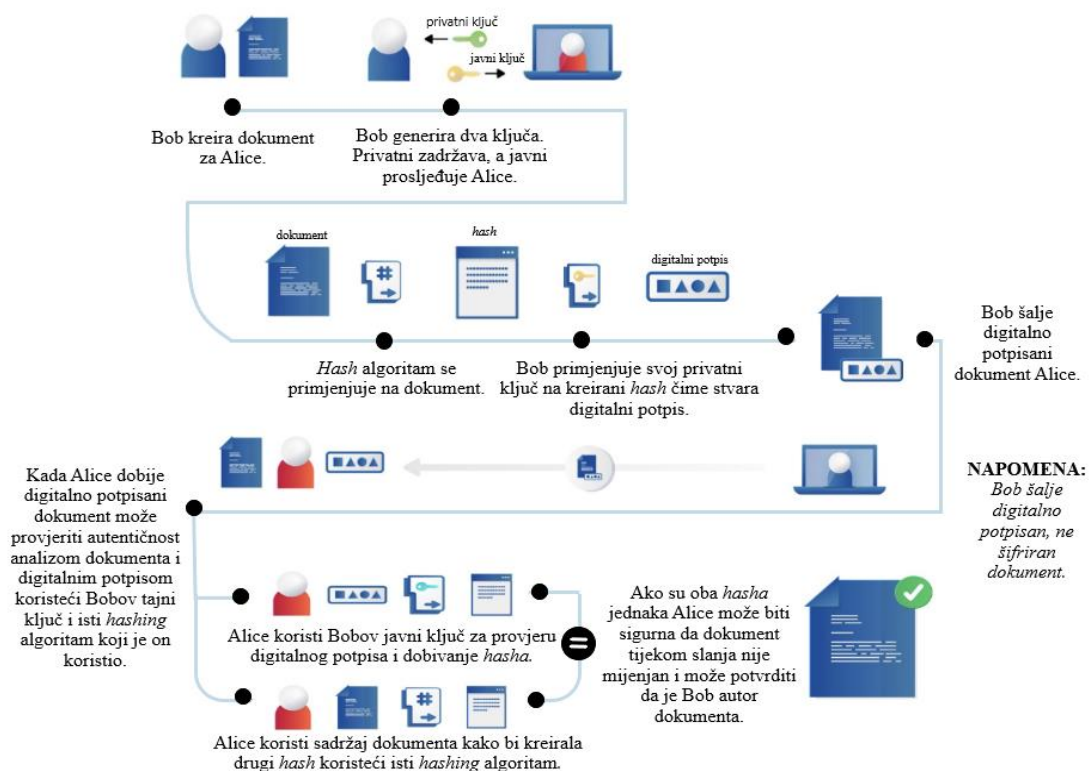 privatni ključ
javni ključ
Bob kreira dokument
za Alice.
Bob generira dva ključa.
Privatni zadržava, a javni
prosljeđuje Alice.
dokument
hash
digitalni potpis
Hash algoritam se
primjenjuje na dokument.
Bob primjenjuje svoj privatni
ključ na kreirani hash čime stvara
digitalni potpis.
Bob šalje
digitalno
potpisani
dokument Alice.
Kada Alice dobije
digitalno potpisani
dokument može
provjeriti autentičnost
analizom dokumenta i
digitalnim potpisom
koristeći Bobov tajni
ključ i isti hashing
algoritam koji je on
koristio.
NAPOMENA:
Bob šalje
digitalno
potpisan, ne
šifriran
dokument.
Alice koristi Bobov javni ključ za provjeru
digitalnog potpisa i dobivanje hasha.
=
Ako su oba hasha
jednaka Alice može biti
sigurna da dokument
tijekom slanja nije
mijenjan i može potvrditi
da je Bob autor
dokumenta.
Alice koristi sadržaj dokumenta kako bi kreirala
drugi hash koristeći isti hashing algoritam.